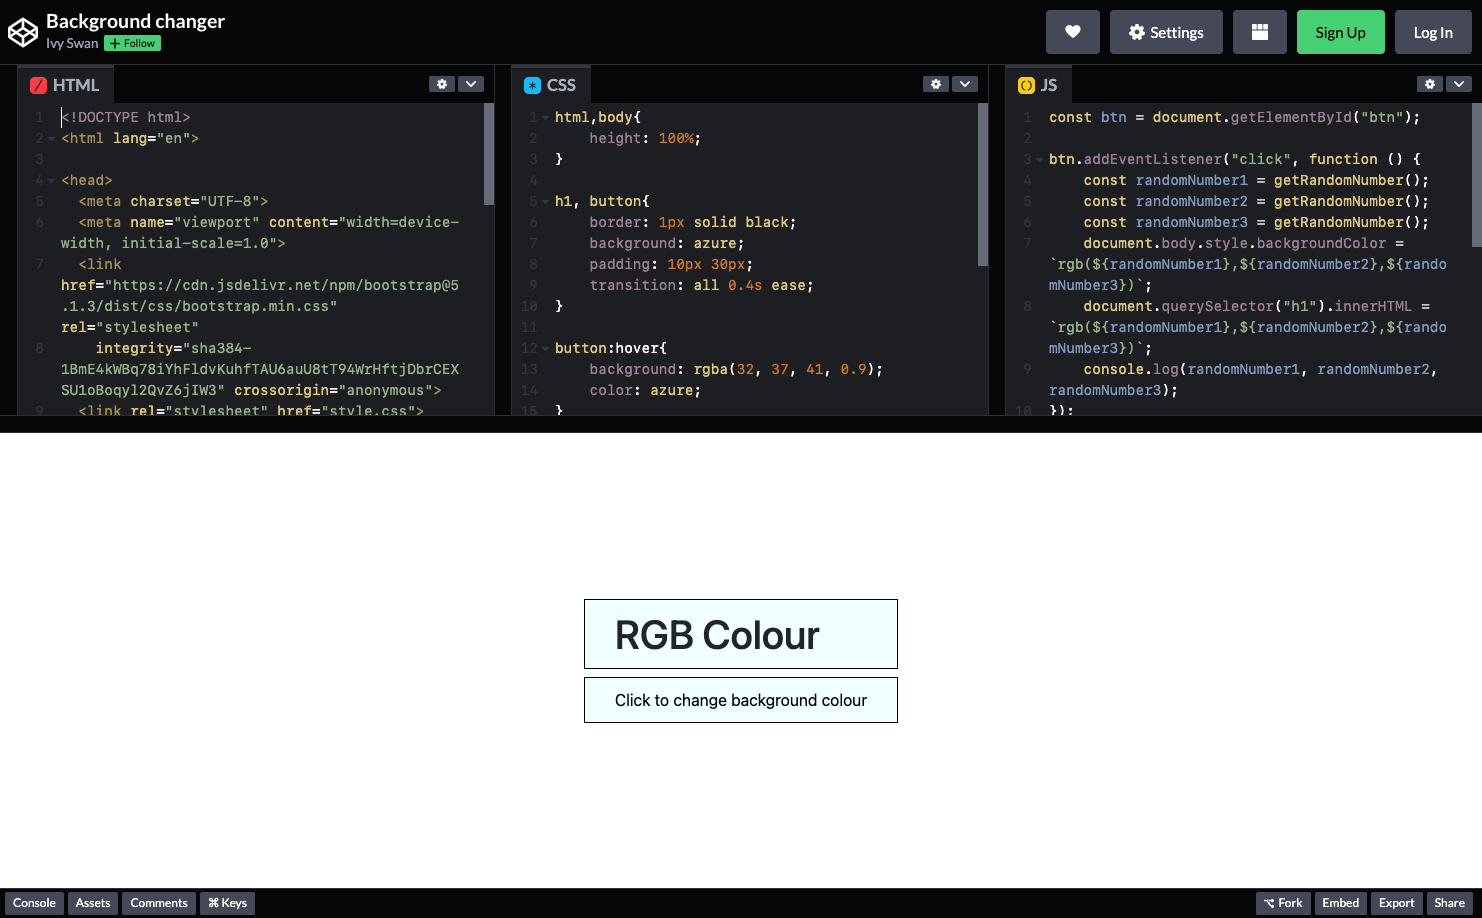 Background changer
Ivy Swan + Follow
Settings
Sign Up
Log In
HTML
1 <!DOCTYPE html>
2 <html lang="en">
3
4 <head>
5 <meta charset="UTF-8">
6 <meta name="viewport" content="width=device-
width, initial-scale=1.0">
7 <link
href="https://cdn.jsdelivr.net/npm/bootstrap@5
.1.3/dist/css/bootstrap.min.css"
rel="stylesheet"
8 integrity="sha384-
1BmE4kWBq78iYhFldvKuhfTAU6auU8tT94WrHftjDbrCEX
SU1oBoqyl2QvZ6jIW3" crossorigin="anonymous">
9 <link rel="stylesheet" href="style.css">
CSS
1 html,body{
2 height: 100%;
3 }
4
5 h1, button{
6 border: 1px solid black;
7 background: azure;
8 padding: 10px 30px;
9 transition: all 0.4s ease;
10 }
11
12 button:hover{
13 background: rgba(32, 37, 41, 0.9);
14 color: azure;
15 }
JS
1 const btn = document.getElementById("btn");
2
3 btn.addEventListener("click", function () {
4 const randomNumber1 = getRandomNumber();
5 const randomNumber2 = getRandomNumber();
6 const randomNumber3 = getRandomNumber();
7 document.body.style.backgroundColor =
`rgb(${randomNumber1},${randomNumber2},${rando
mNumber3})`;
8 document.querySelector("h1").innerHTML =
`rgb(${randomNumber1},${randomNumber2},${rando
mNumber3})`;
9 console.log(randomNumber1, randomNumber2,
randomNumber3);
10 });
RGB Colour
Click to change background colour
Console
Assets
Comments
⌘ Keys
⌥ Fork
Embed
Export
Share